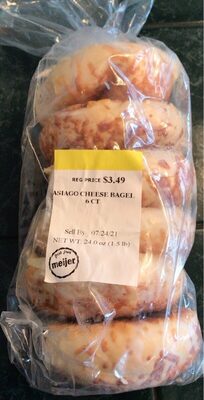 REG PRICE $3.49
ASIAGO CHEESE BAGEL
6 CT
Sell By: 07/24/21
NET WT: 24.0 oz (1.5 lb)
meijer